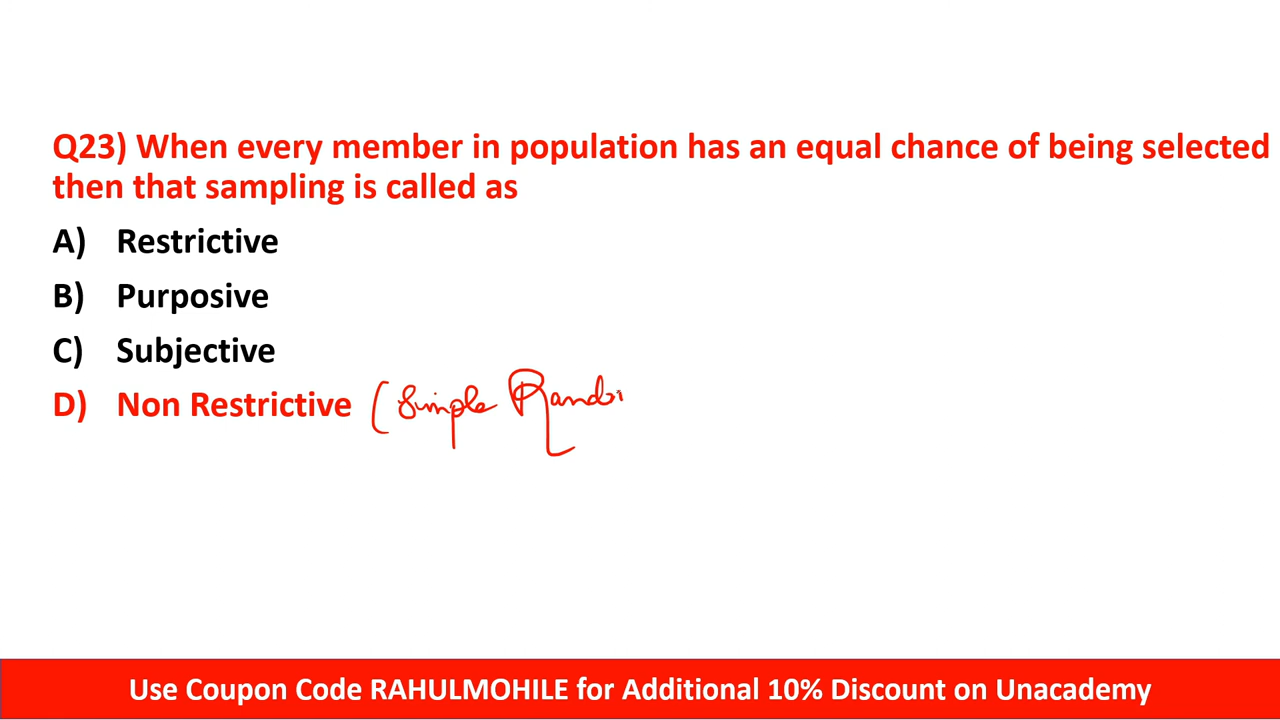 Q23) When every member in population has an equal chance of being selected
then that sampling is called as
A) Restrictive
B) Purposive
C) Subjective
D) Non Restrictive (Simple
Use Coupon Code RAHULMOHILE for Additional 10% Discount on Unacademy